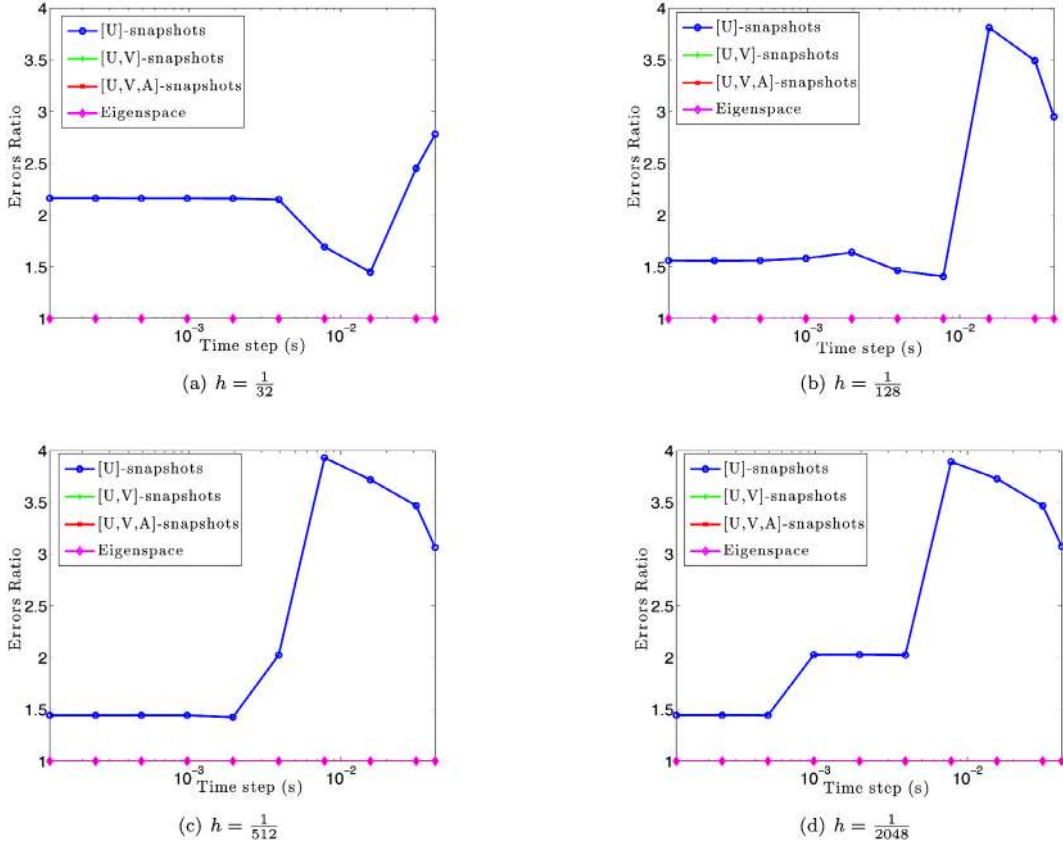 4
3.5
3
2.5
2
1.5
1
Errors Ratio
[U]-snapshots
[U,V]-snapshots
[U,V,A]-snapshots
Eigenspace
10⁻³
10⁻²
Time step (s)
(a) h = 1/32
4
3.5
3
2.5
2
1.5
1
Errors Ratio
[U]-snapshots
[U,V]-snapshots
[U,V,A]-snapshots
Eigenspace
10⁻³
10⁻²
Time step (s)
(b) h = 1/128
4
3.5
3
2.5
2
1.5
1
Errors Ratio
[U]-snapshots
[U,V]-snapshots
[U,V,A]-snapshots
Eigenspace
10⁻³
10⁻²
Time step (s)
(c) h = 1/512
4
3.5
3
2.5
2
1.5
1
Errors Ratio
[U]-snapshots
[U,V]-snapshots
[U,V,A]-snapshots
Eigenspace
10⁻³
10⁻²
Time step (s)
(d) h = 1/2048